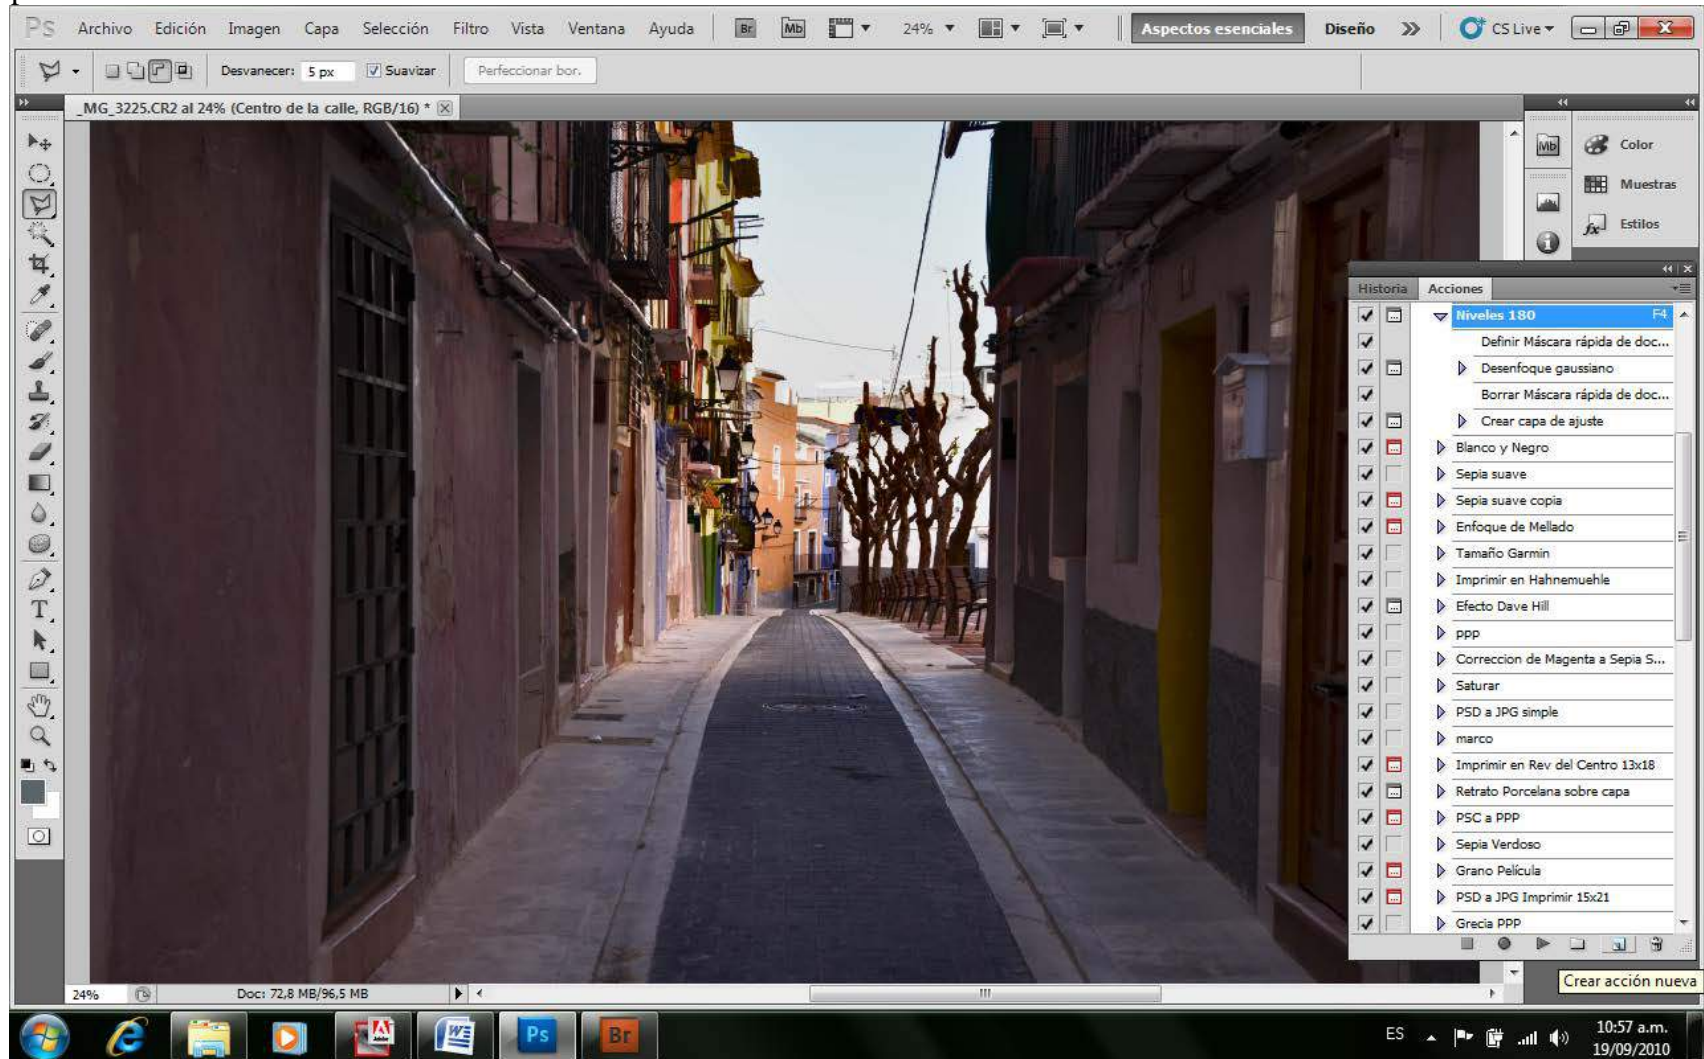 Ps Archivo Edición Imagen Capa Selección Filtro Vista Ventana Ayuda Br Mb 24% Aspectos esenciales Diseño CS Live
Desvanecer: 5 px Suavizar Perfeccionar bor.
_MG_3225.CR2 al 24% (Centro de la calle, RGB/16) *
Mb Color
Muestras
Estilos
Historia Acciones
Niveles 180 F4
Definir Máscara rápida de doc...
Desenfoque gaussiano
Borrar Máscara rápida de doc...
Crear capa de ajuste
Blanco y Negro
Sepia suave
Sepia suave copia
Enfoque de Mellado
Tamaño Garmin
Imprimir en Hahnemuehle
Efecto Dave Hill
PPP
Correccion de Magenta a Sepia S...
Saturar
PSD a JPG simple
marco
Imprimir en Rev del Centro 13x18
Retrato Porcelana sobre capa
PSC a PPP
Sepia Verdoso
Grano Película
PSD a JPG Imprimir 15x21
Grecia PPP
Crear acción nueva
24% Doc: 72,8 MB/96,5 MB
Ps Br ES 10:57 a.m.
19/09/2010